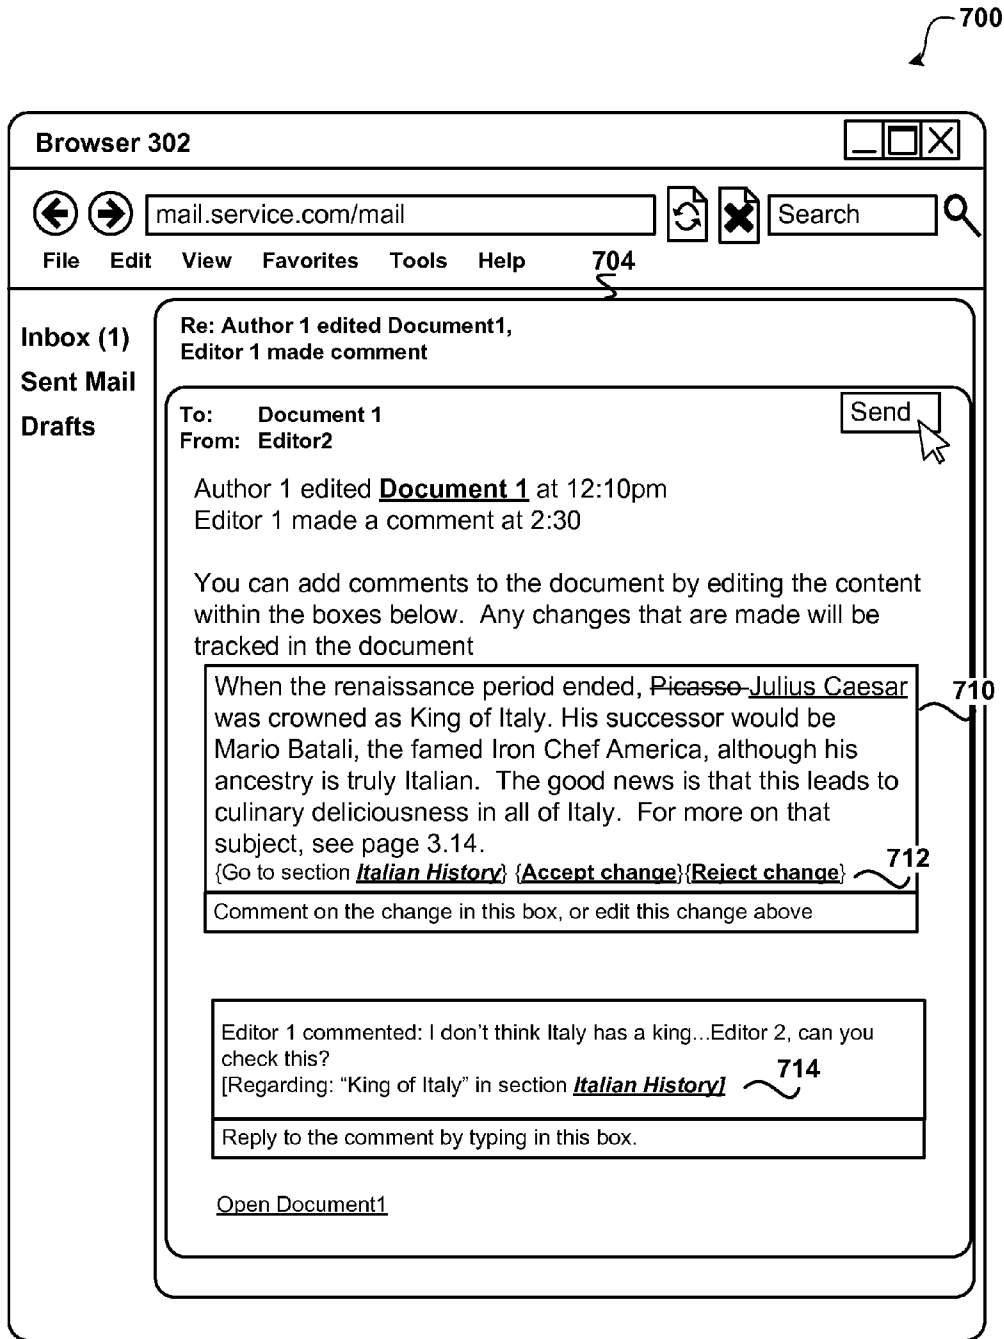 700
Browser 302
mail.service.com/mail
Search
File Edit View Favorites Tools Help
704
Inbox (1)
Sent Mail
Drafts
Re: Author 1 edited Document1,
Editor 1 made comment
To: Document 1
From: Editor2
Send
Author 1 edited Document 1 at 12:10pm
Editor 1 made a comment at 2:30
You can add comments to the document by editing the content
within the boxes below. Any changes that are made will be
tracked in the document
When the renaissance period ended, Picasso Julius Caesar
710
was crowned as King of Italy. His successor would be
Mario Batali, the famed Iron Chef America, although his
ancestry is truly Italian. The good news is that this leads to
culinary deliciousness in all of Italy. For more on that
subject, see page 3.14.
712
{Go to section Italian History} {Accept change}{Reject change}
Comment on the change in this box, or edit this change above
Editor 1 commented: I don't think Italy has a king...Editor 2, can you
check this?
714
[Regarding: “King of Italy” in section Italian History]
Reply to the comment by typing in this box.
Open Document1